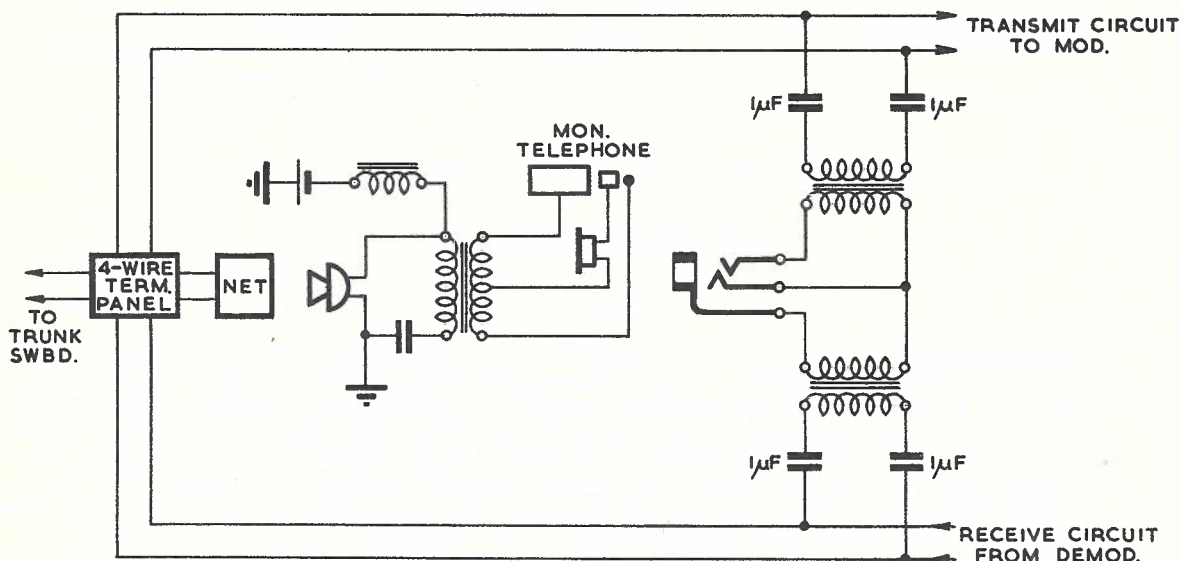 TRANSMIT CIRCUIT
TO MOD.
1µF
1µF
MON.
TELEPHONE
4-WIRE
TERM.
PANEL
NET
TO
TRUNK
SWBD.
1µF
1µF
RECEIVE CIRCUIT
FROM DEMOD.